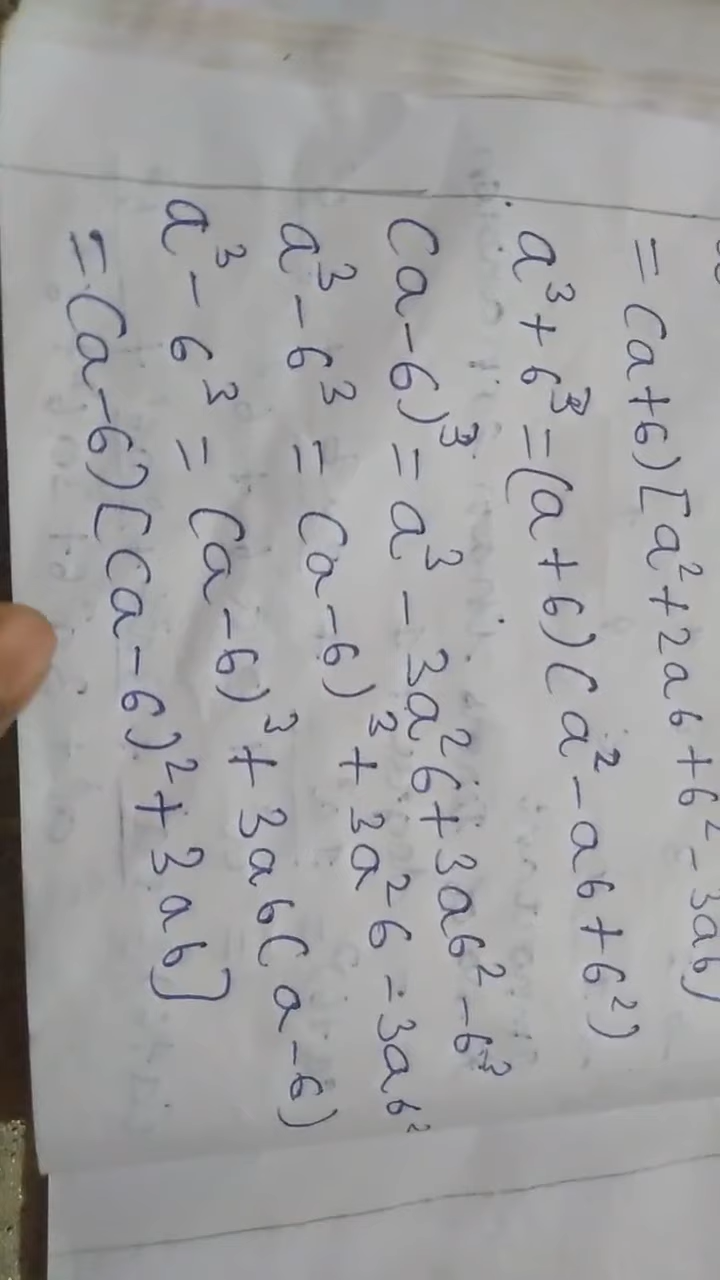 = (a+b)[a²+2ab+b²-3ab)
a³+b³=(a+b)(a²-ab+b²)
(a-b)³ = a³-3a²b+3ab²-b³
a³-b³ = (a-b)³+3a²b-3ab²
a³-b³ = (a-b)³+3ab(a-b)
=(a-b)[(a-b)²+3ab]